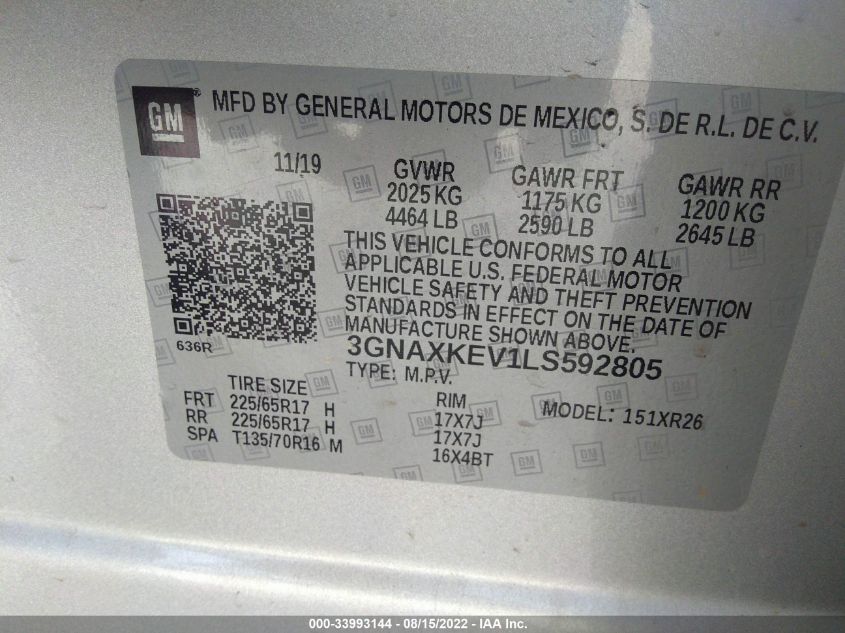 GM
MFD BY GENERAL MOTORS DE MEXICO, S. DE R.L. DE C.V.
11/19
GVWR
2025 KG
4464 LB
GAWR FRT
1175 KG
2590 LB
GAWR RR
1200 KG
2645 LB
THIS VEHICLE CONFORMS TO ALL
APPLICABLE U.S. FEDERAL MOTOR
VEHICLE SAFETY AND THEFT PREVENTION
STANDARDS IN EFFECT ON THE DATE OF
MANUFACTURE SHOWN ABOVE.
636R
3GNAXKEV1LS592805
TYPE: M.P.V.
TIRE SIZE
FRT 225/65R17 H
RR 225/65R17 H
SPA T135/70R16 M
RIM
17X7J
17X7J
16X4BT
MODEL: 151XR26
000-33993144 - 08/15/2022 - IAA Inc.